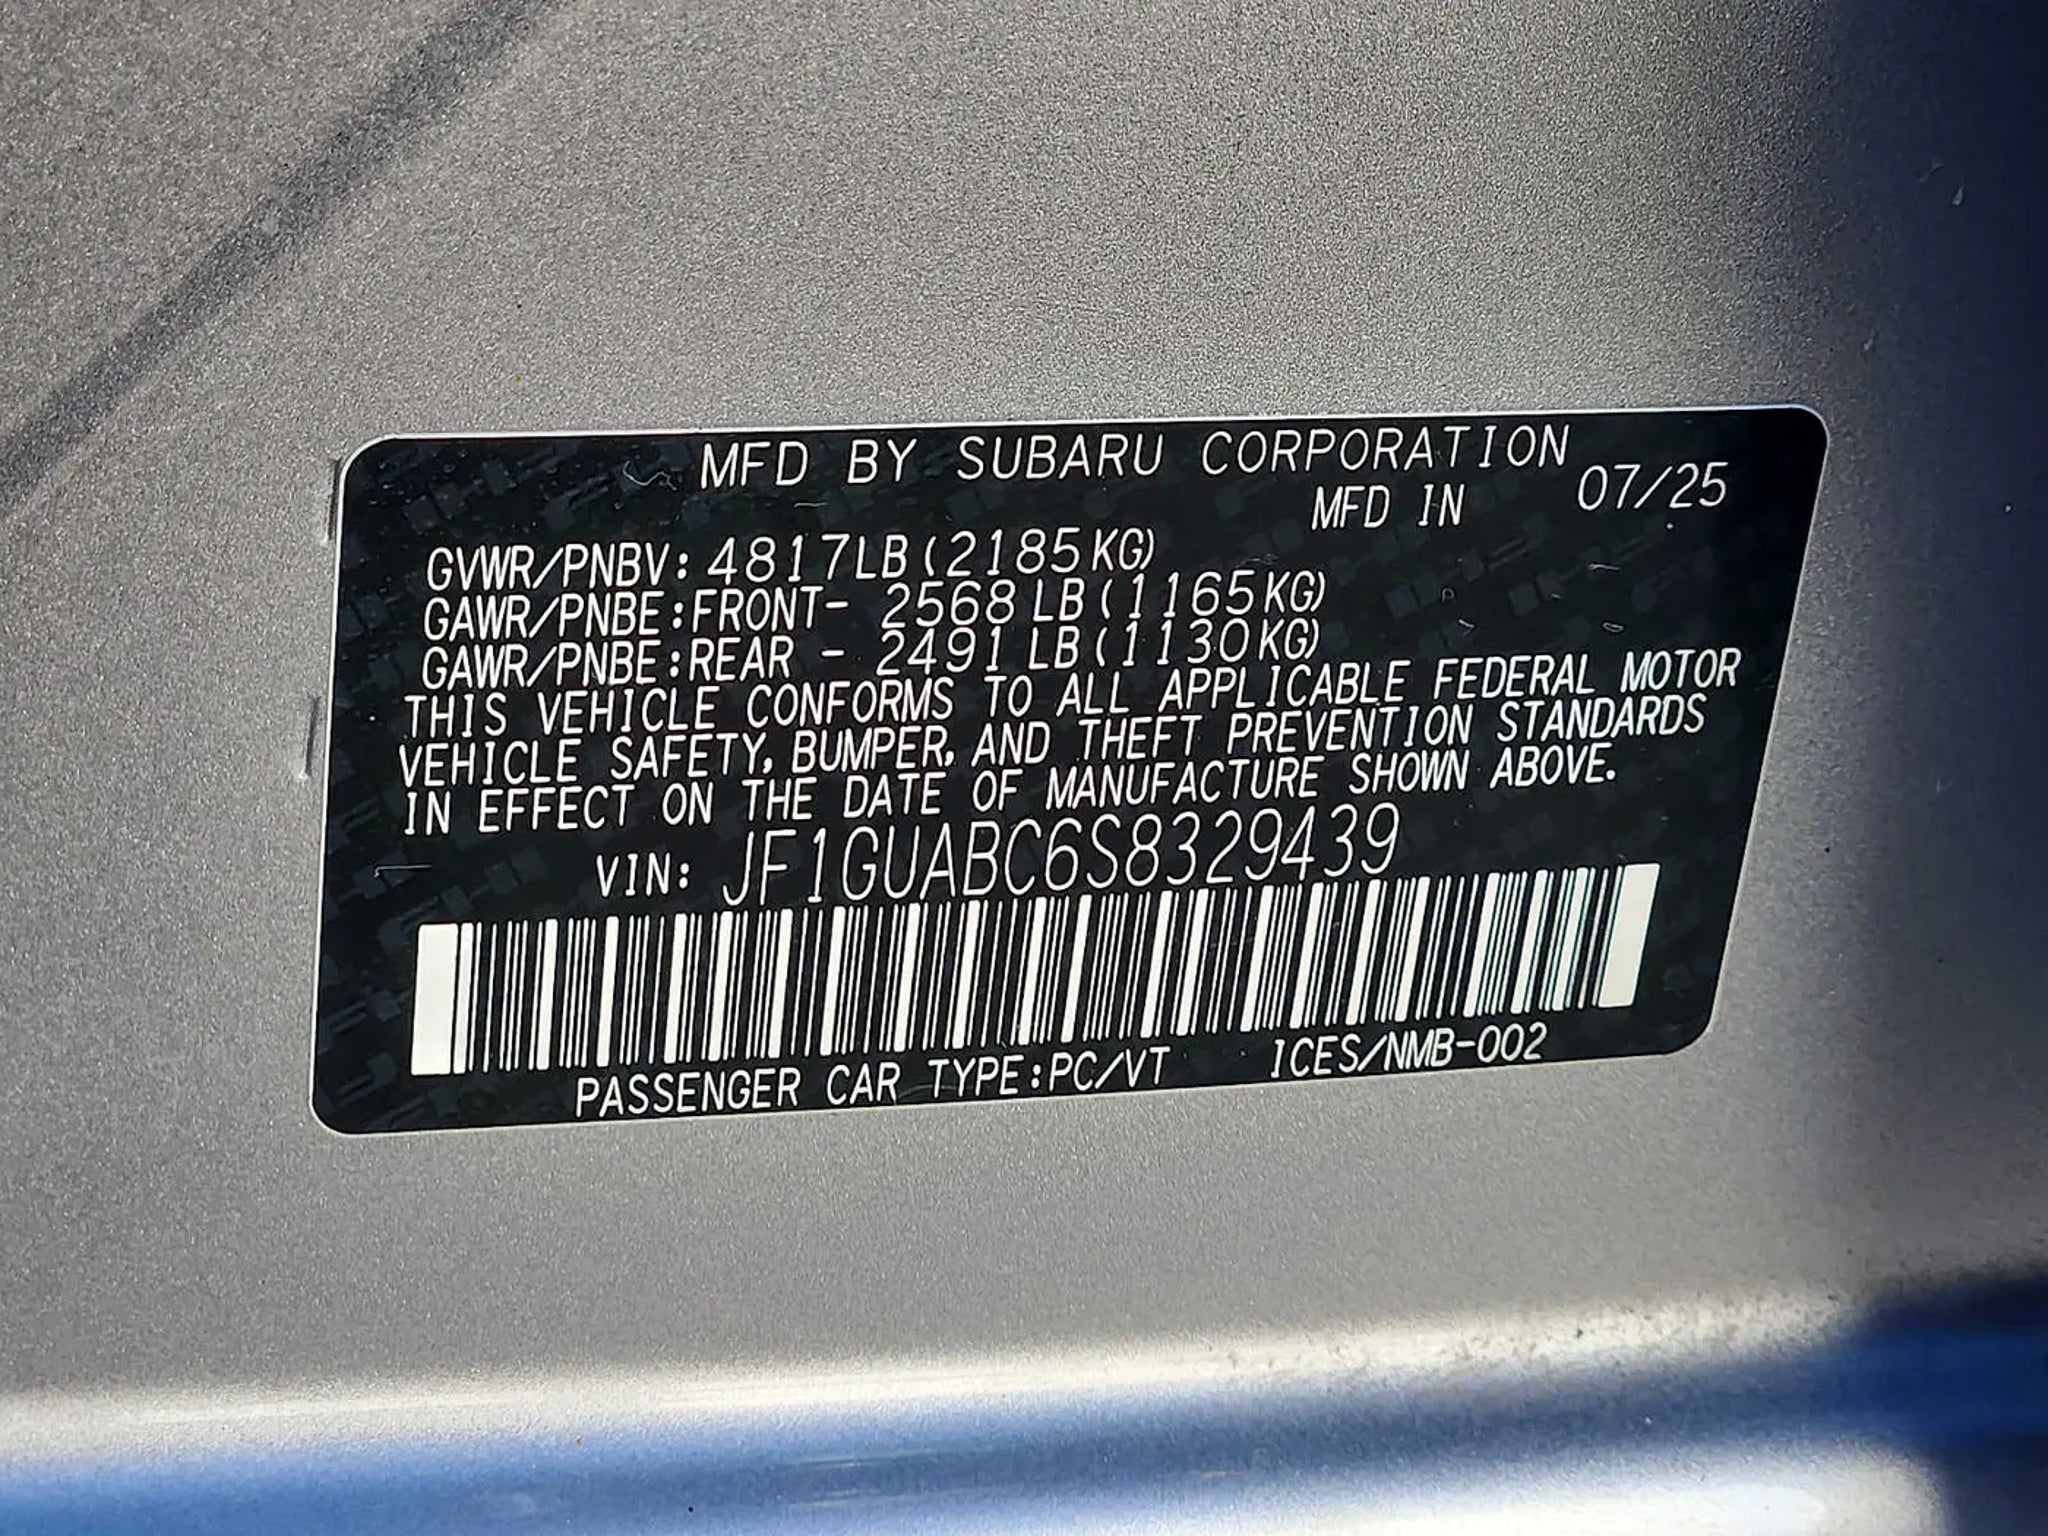 MFD BY SUBARU CORPORATION
MFD IN 07/25
GVWR/PNBV: 4817LB (2185KG)
GAWR/PNBE:FRONT- 2568 LB (1165KG)
GAWR/PNBE:REAR - 2491 LB (1130KG)
THIS VEHICLE CONFORMS TO ALL APPLICABLE FEDERAL MOTOR
VEHICLE SAFETY, BUMPER, AND THEFT PREVENTION STANDARDS
IN EFFECT ON THE DATE OF MANUFACTURE SHOWN ABOVE.
VIN: JF1GUABC6S8329439
PASSENGER CAR TYPE:PC/VT ICES/NMB-002